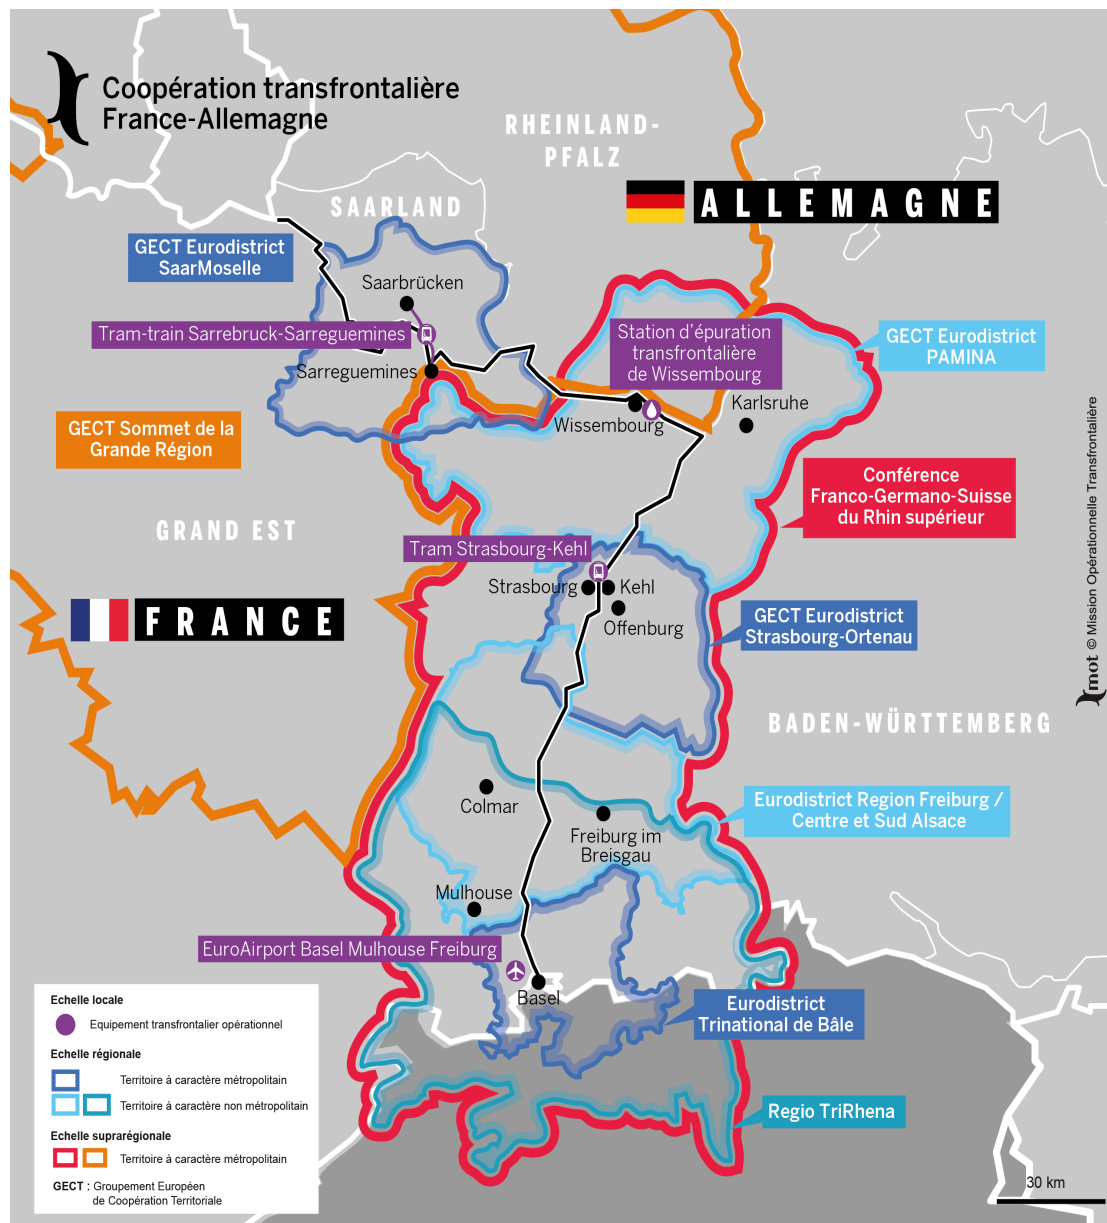 Coopération transfrontalière
France-Allemagne
RHEINLAND-
PFALZ
SAARLAND
ALLEMAGNE
GECT Eurodistrict
SaarMoselle
Saarbrücken
Tram-train Sarrebruck-Sarreguemines
Sarreguemines
Station d'épuration
transfrontalière
de Wissembourg
GECT Eurodistrict
PAMINA
Wissembourg
Karlsruhe
GECT Sommet de la
Grande Région
Conférence
Franco-Germano-Suisse
du Rhin supérieur
GRAND EST
Tram Strasbourg-Kehl
Strasbourg
Kehl
Offenburg
FRANCE
GECT Eurodistrict
Strasbourg-Ortenau
mot © Mission Opérationnelle Transfrontalière
BADEN-WÜRTTEMBERG
Colmar
Freiburg im
Breisgau
Eurodistrict Region Freiburg /
Centre et Sud Alsace
Mulhouse
EuroAirport Basel Mulhouse Freiburg
Basel
Eurodistrict
Trinational de Bâle
Regio TriRhena
Echelle locale
Equipement transfrontalier opérationnel
Echelle régionale
Territoire à caractère métropolitain
Territoire à caractère non métropolitain
Echelle suprarégionale
Territoire à caractère métropolitain
GECT : Groupement Européen
de Coopération Territoriale
30 km